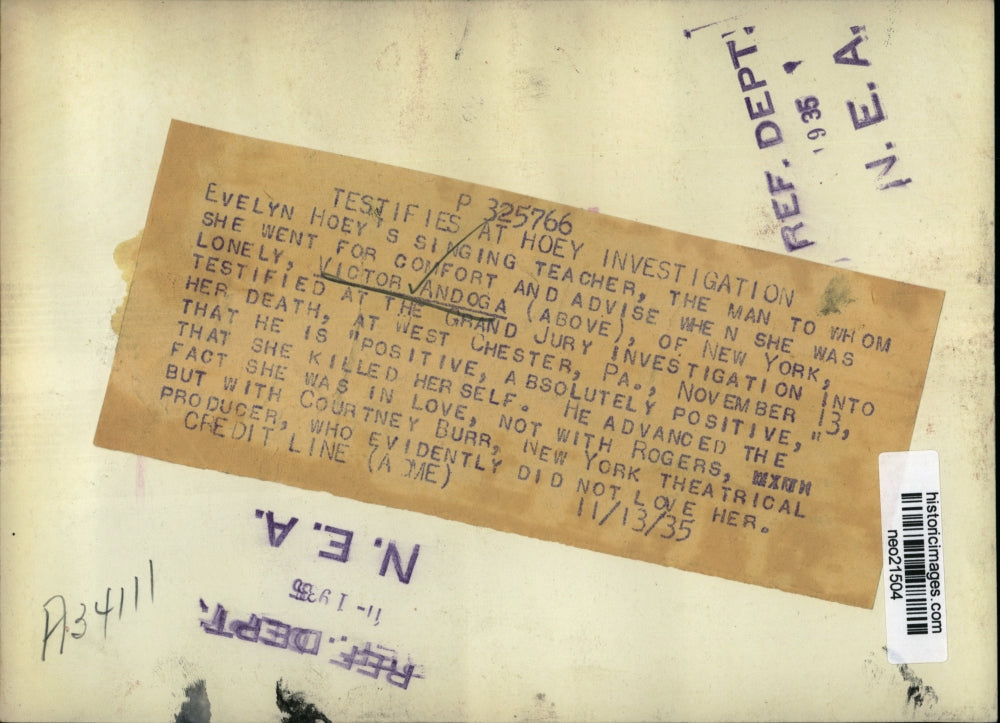 REF. DEPT.
1935
N. E. A.
P 325766
TESTIFIES AT HOEY INVESTIGATION
EVELYN HOEY'S SINGING TEACHER, THE MAN TO WHOM
SHE WENT FOR COMFORT AND ADVISE WHEN SHE WAS
LONELY, VICTOR ANDOGA (ABOVE), OF NEW YORK,
TESTIFIED AT THE GRAND JURY INVESTIGATION INTO
HER DEATH, AT WEST CHESTER, PA., NOVEMBER 13,
THAT HE IS "POSITIVE, ABSOLUTELY POSITIVE,"
THAT SHE KILLED HERSELF. HE ADVANCED THE
FACT SHE WAS IN LOVE, NOT WITH ROGERS,
BUT WITH COURTNEY BURR, NEW YORK THEATRICAL
PRODUCER, WHO EVIDENTLY DID NOT LOVE HER.
CREDIT LINE (ACME) 11/13/35
historicimages.com
neo21504
N. E. A.
11-1935
REF. DEPT.
A34111